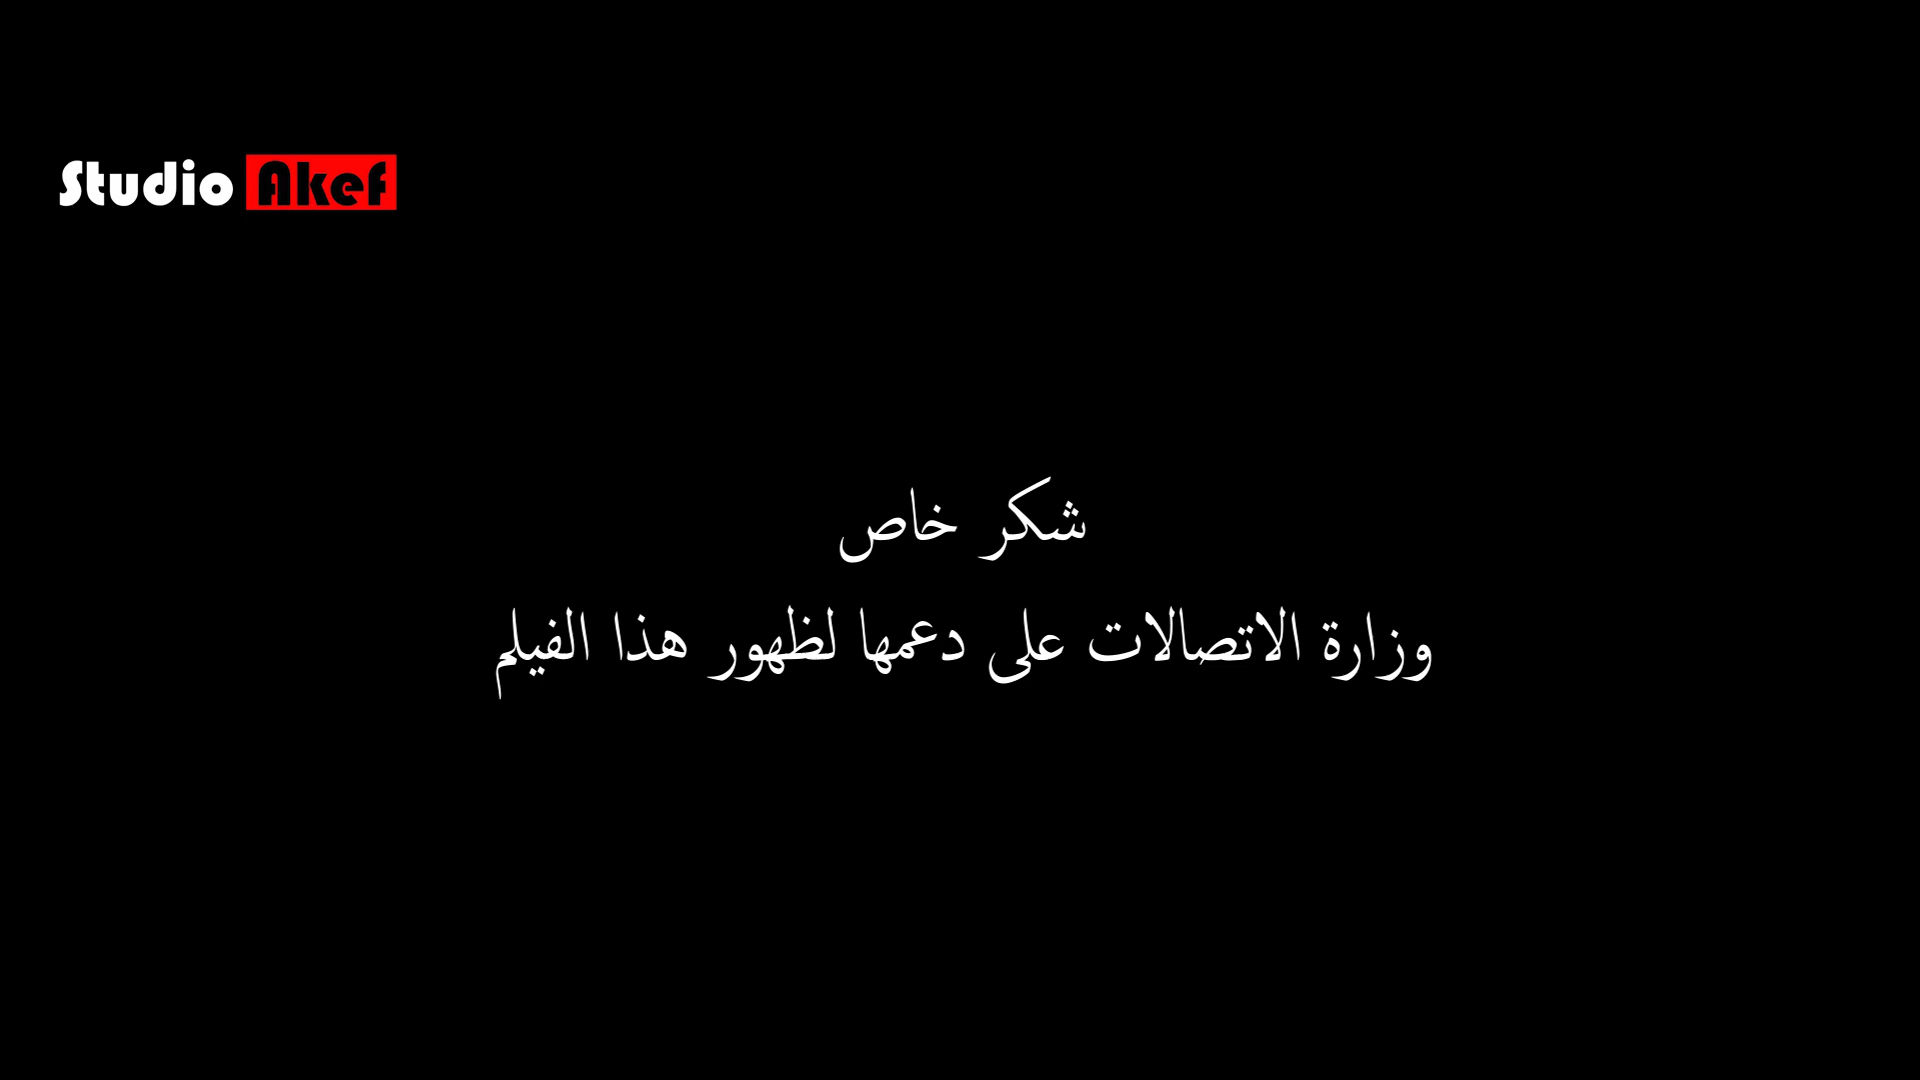 Studio Akef
شكر خاص
وزارة الاتصالات على دعمها لظهور هذا الفيلم